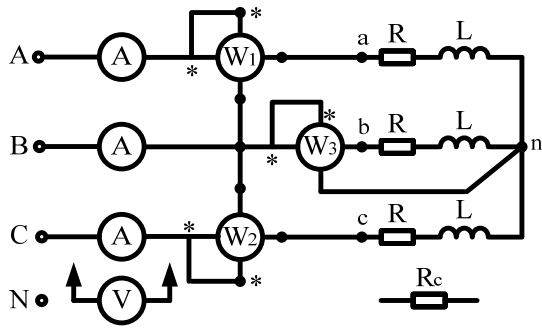 A A * * W1 a R L
B A * * W3 b R L n
C A * * W2 c R L
N V Rc